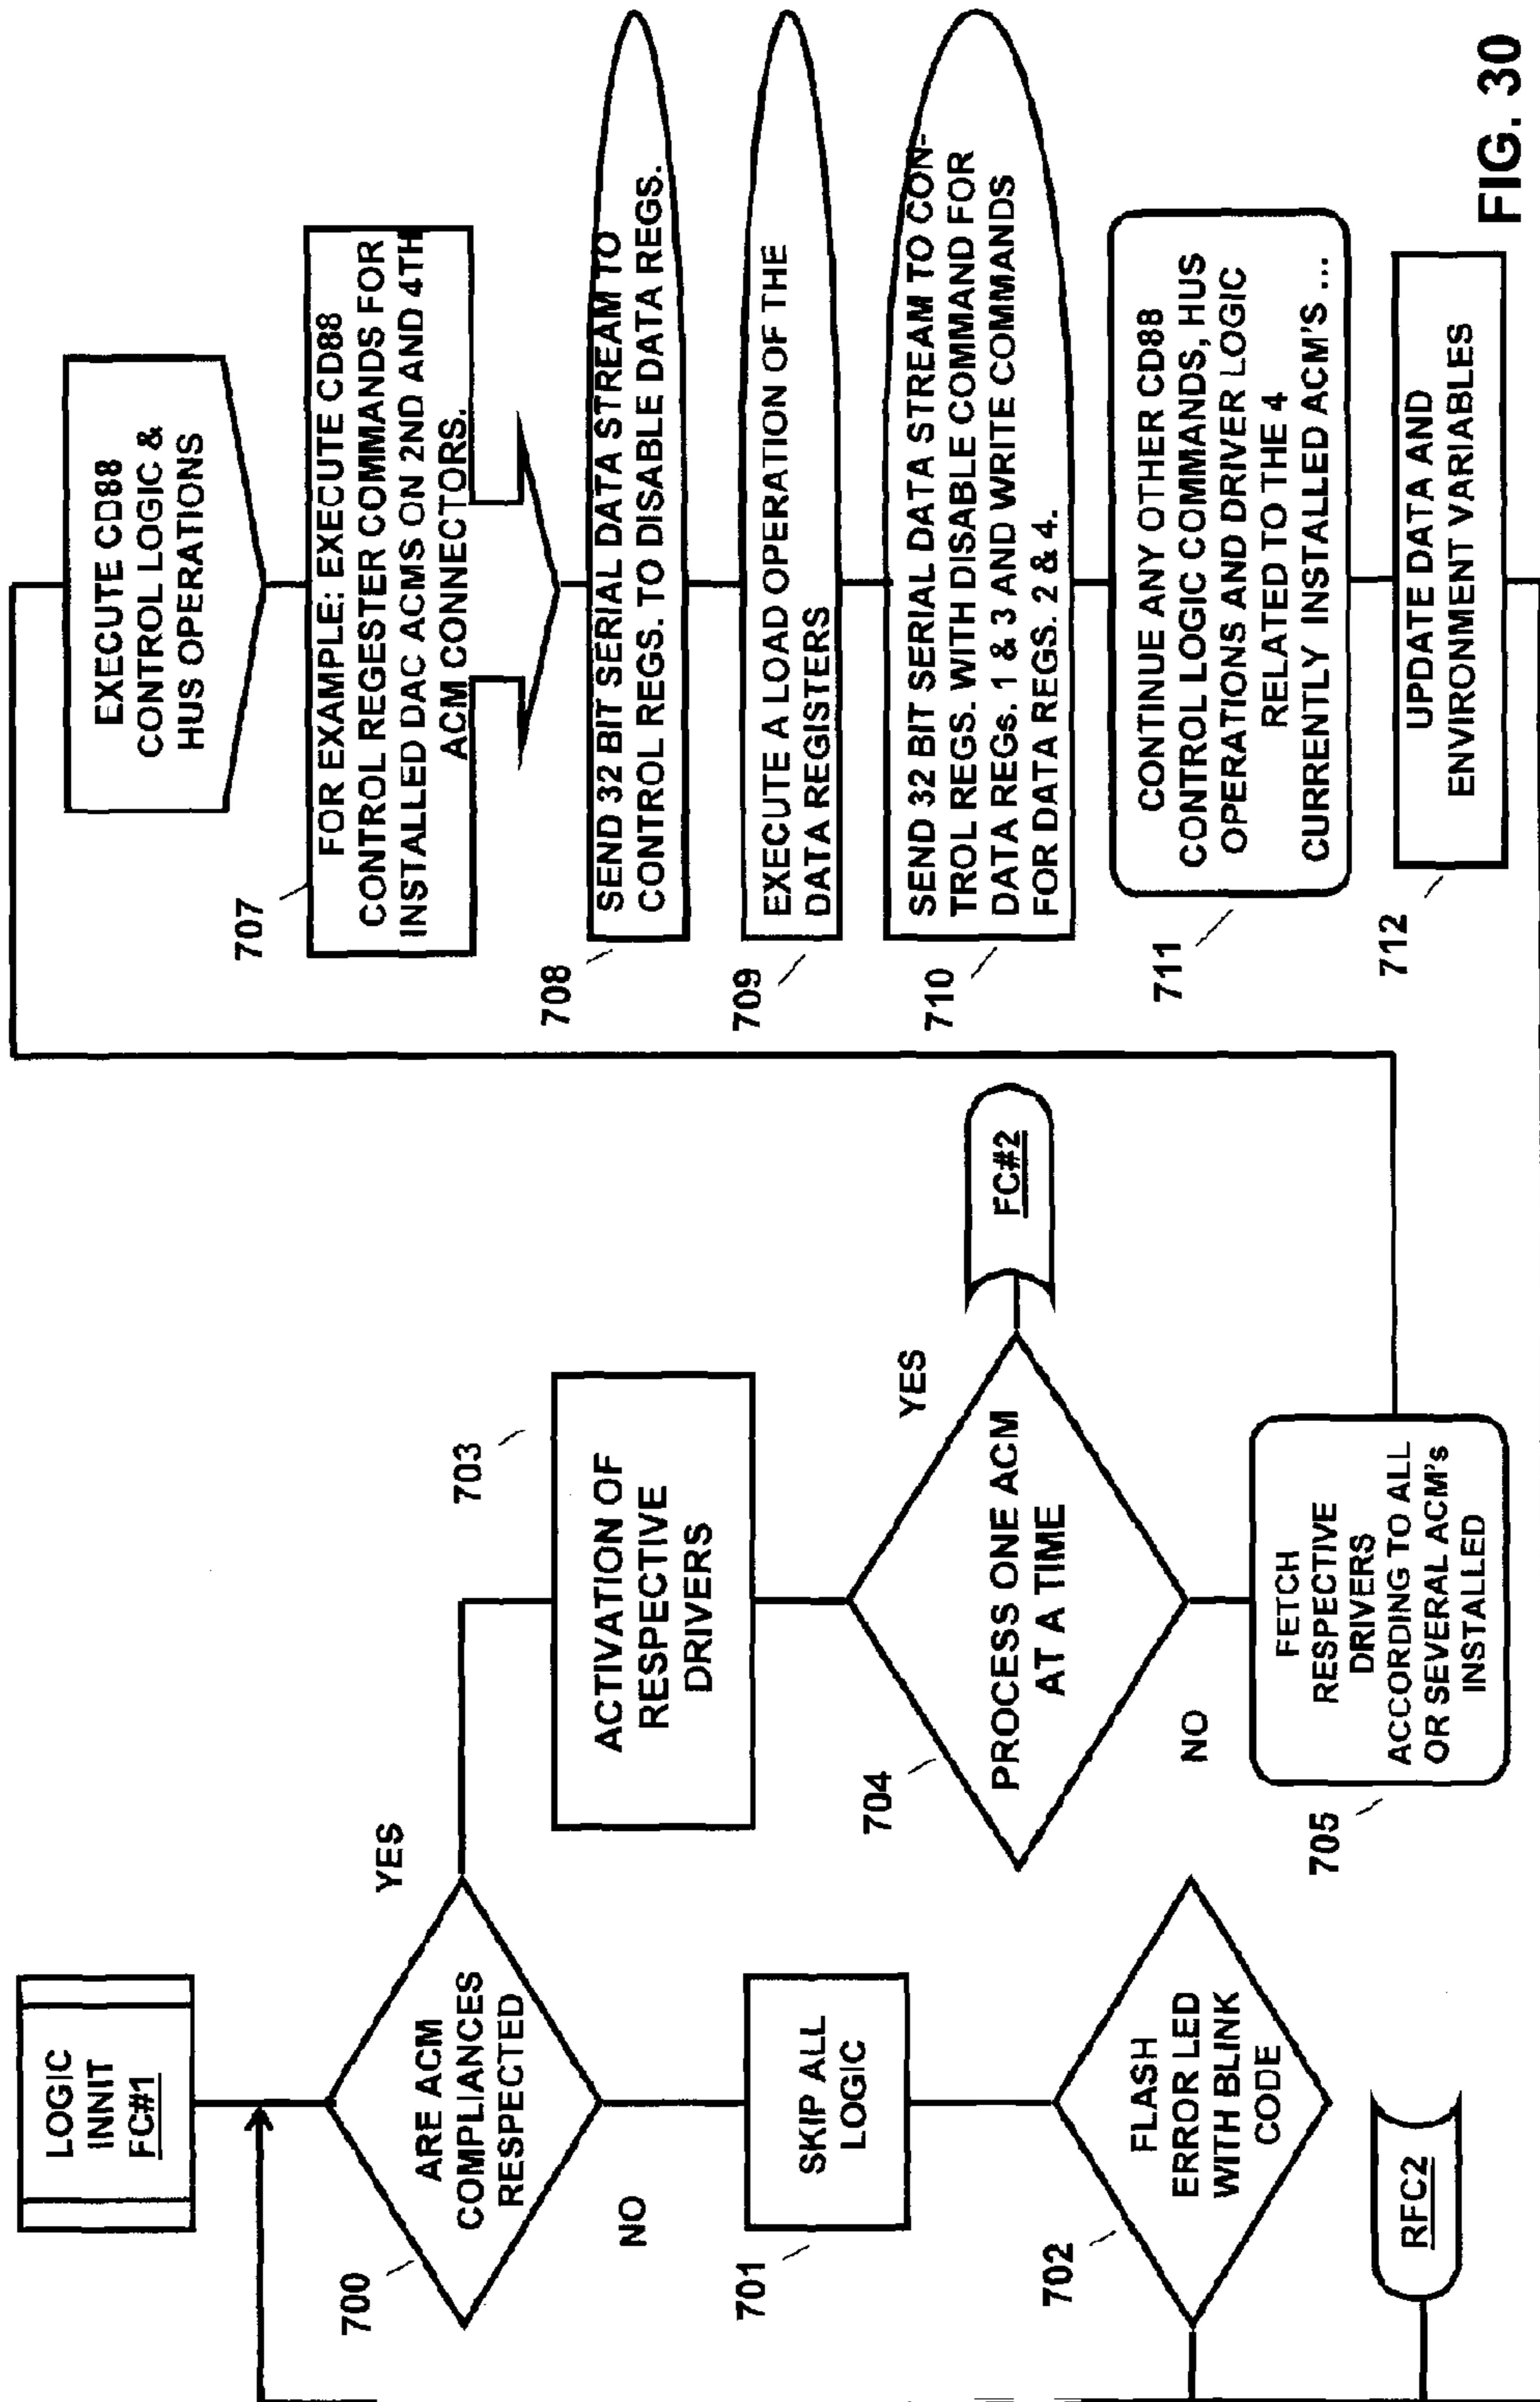 LOGIC
INNIT
FC#1
700
ARE ACM
COMPLIANCES
RESPECTED
YES
NO
701
SKIP ALL
LOGIC
702
FLASH
ERROR LED
WITH BLINK
CODE
RFC2
703
ACTIVATION OF
RESPECTIVE
DRIVERS
704
PROCESS ONE ACM
AT A TIME
YES
FC#2
NO
705
FETCH
RESPECTIVE
DRIVERS
ACCORDING TO ALL
OR SEVERAL ACM's
INSTALLED
EXECUTE CD88
CONTROL LOGIC &
HUS OPERATIONS
707
FOR EXAMPLE: EXECUTE CD88
CONTROL REGESTER COMMANDS FOR
INSTALLED DAC ACMS ON 2ND AND 4TH
ACM CONNECTORS.
708
SEND 32 BIT SERIAL DATA STREAM TO
CONTROL REGS. TO DISABLE DATA REGS.
709
EXECUTE A LOAD OPERATION OF THE
DATA REGISTERS
710
SEND 32 BIT SERIAL DATA STREAM TO CON-
TROL REGS. WITH DISABLE COMMAND FOR
DATA REGs. 1 & 3 AND WRITE COMMANDS
FOR DATA REGS. 2 & 4.
711
CONTINUE ANY OTHER CD88
CONTROL LOGIC COMMANDS, HUS
OPERATIONS AND DRIVER LOGIC
RELATED TO THE 4
CURRENTLY INSTALLED ACM'S ...
712
UPDATE DATA AND
ENVIRONMENT VARIABLES
FIG. 30